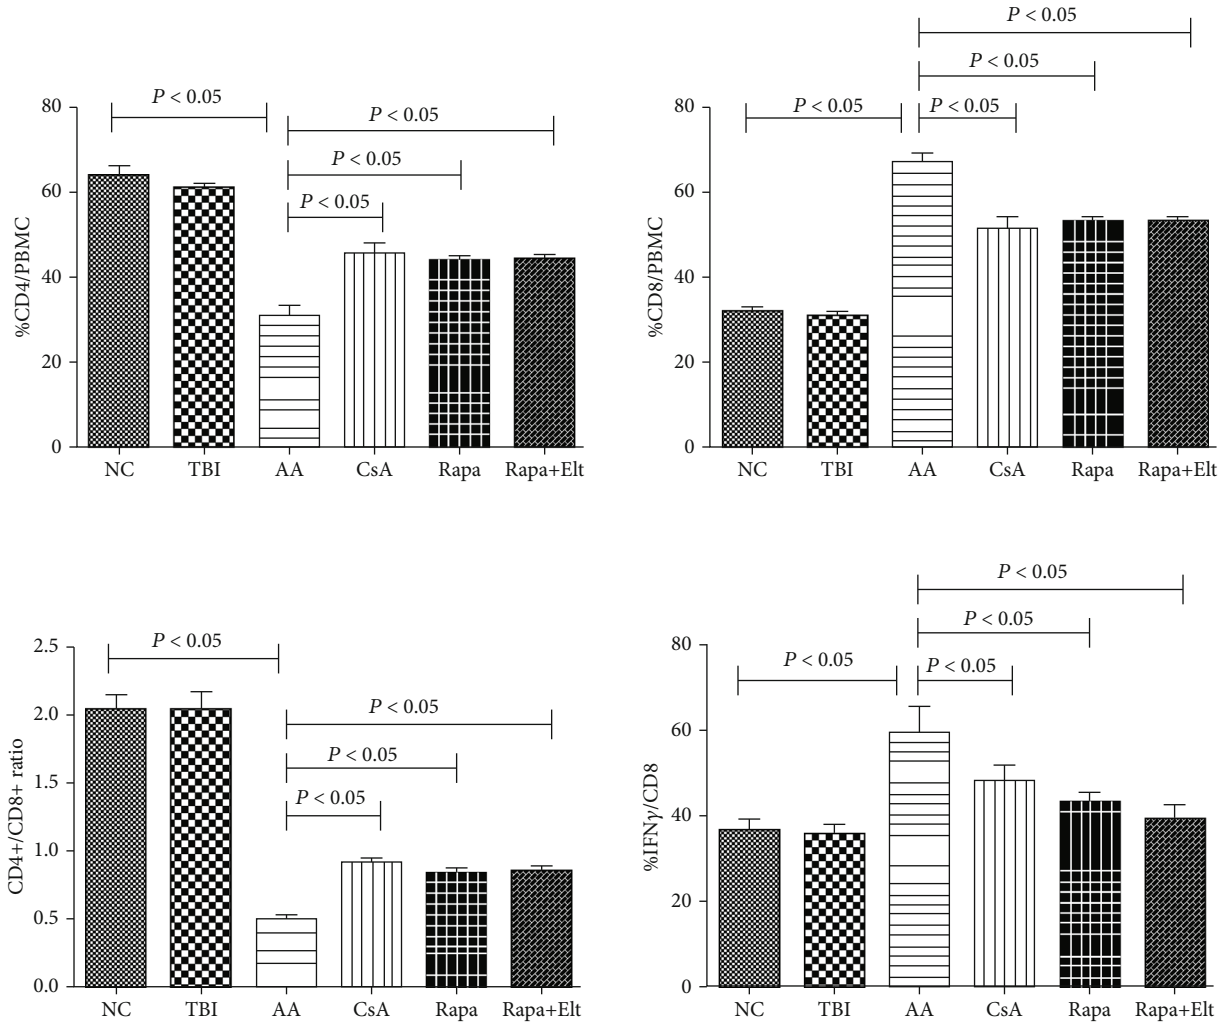 P < 0.05
P < 0.05
P < 0.05
P < 0.05
80
60
40
20
0
%CD4/PBMC
NC TBI AA CsA Rapa Rapa+Elt
P < 0.05
P < 0.05
P < 0.05
P < 0.05
80
60
40
20
0
%CD8/PBMC
NC TBI AA CsA Rapa Rapa+Elt
P < 0.05
P < 0.05
P < 0.05
P < 0.05
2.5
2.0
1.5
1.0
0.5
0.0
CD4+/CD8+ ratio
NC TBI AA CsA Rapa Rapa+Elt
P < 0.05
P < 0.05
P < 0.05
P < 0.05
80
60
40
20
0
%IFNγ/CD8
NC TBI AA CsA Rapa Rapa+Elt